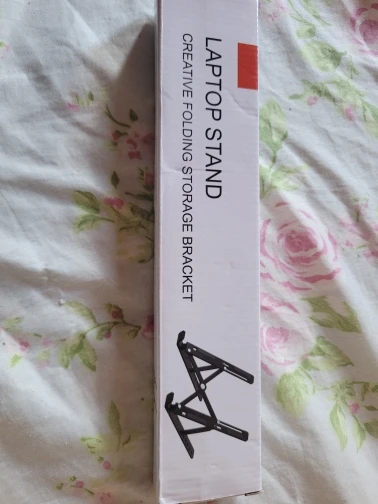 LAPTOP STAND
CREATIVE FOLDING STORAGE BRACKET